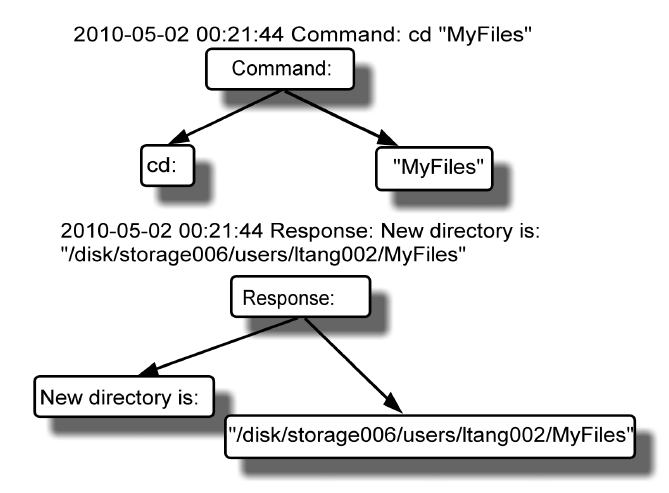 2010-05-02 00:21:44 Command: cd "MyFiles"
Command:
cd:
"MyFiles"
2010-05-02 00:21:44 Response: New directory is:
"/disk/storage006/users/ltang002/MyFiles"
Response:
New directory is:
"/disk/storage006/users/ltang002/MyFiles"